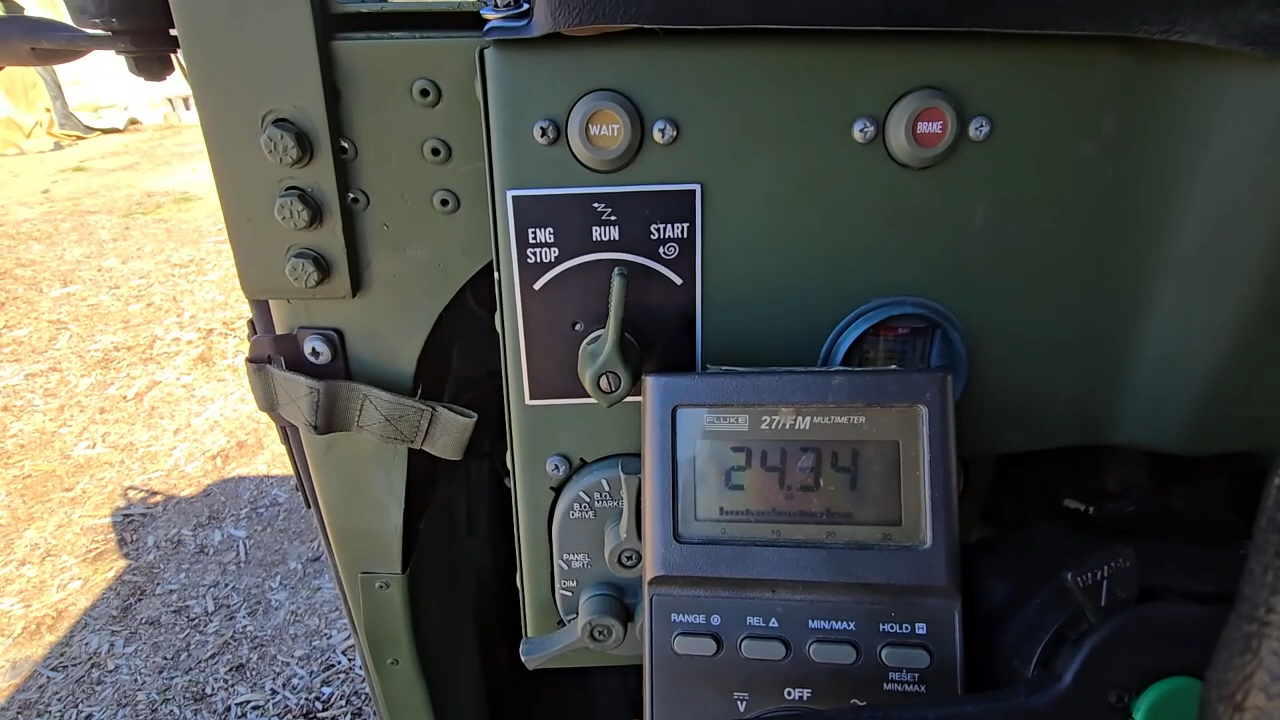 WAIT
BRAKE
ENG
STOP
RUN
START
FLUKE 27/FM MULTIMETER
24.34
0 10 20 30
B.O.
DRIVE
B.O.
MARKE
PANEL
BRT.
DIM
RANGE
REL △
MIN/MAX
HOLD H
RESET
MIN/MAX
V
OFF
~